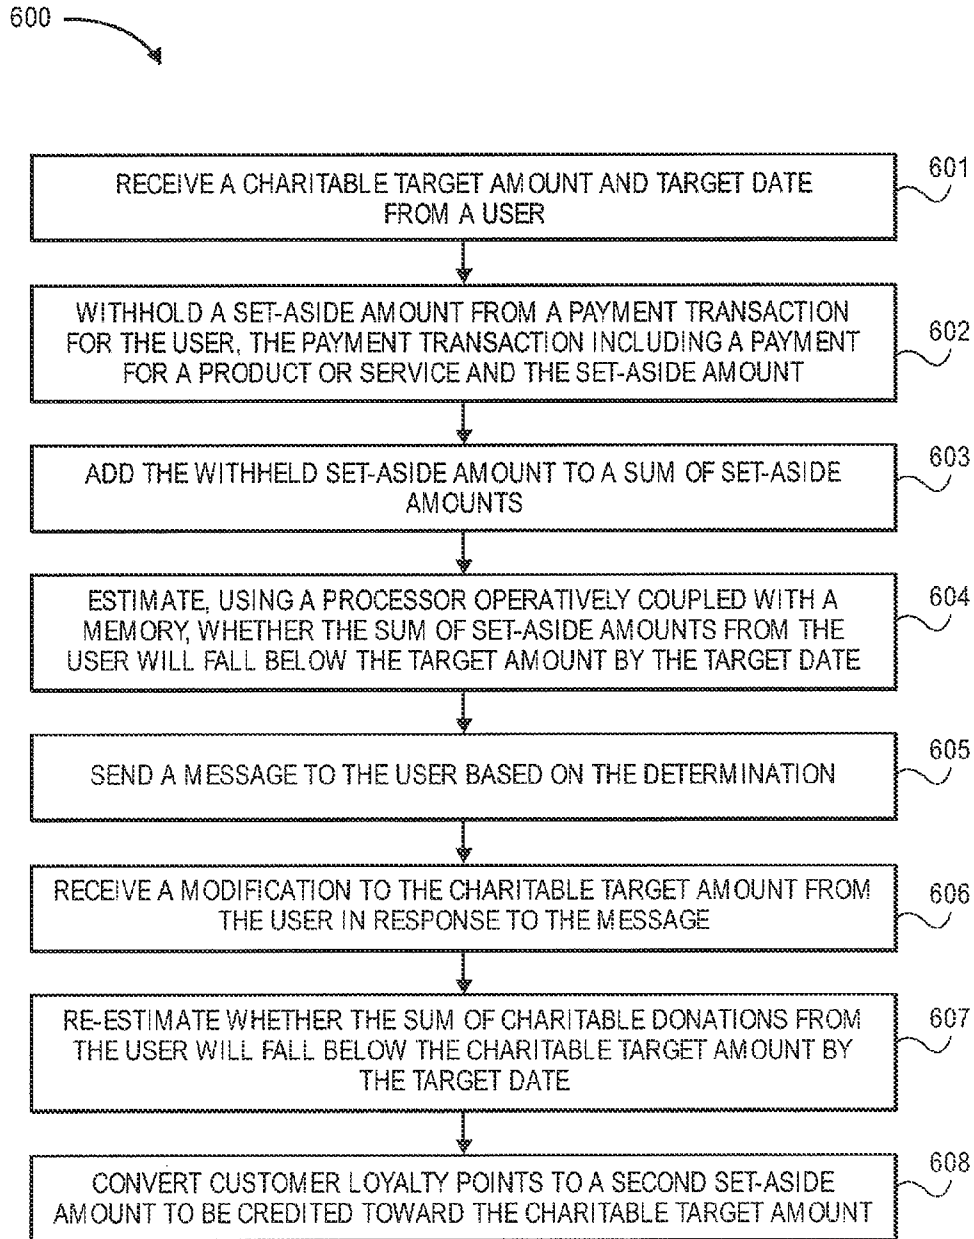 600
RECEIVE A CHARITABLE TARGET AMOUNT AND TARGET DATE
FROM A USER
601
WITHHOLD A SET-ASIDE AMOUNT FROM A PAYMENT TRANSACTION
FOR THE USER, THE PAYMENT TRANSACTION INCLUDING A PAYMENT
FOR A PRODUCT OR SERVICE AND THE SET-ASIDE AMOUNT
602
ADD THE WITHHELD SET-ASIDE AMOUNT TO A SUM OF SET-ASIDE
AMOUNTS
603
ESTIMATE, USING A PROCESSOR OPERATIVELY COUPLED WITH A
MEMORY, WHETHER THE SUM OF SET-ASIDE AMOUNTS FROM THE
USER WILL FALL BELOW THE TARGET AMOUNT BY THE TARGET DATE
604
SEND A MESSAGE TO THE USER BASED ON THE DETERMINATION
605
RECEIVE A MODIFICATION TO THE CHARITABLE TARGET AMOUNT FROM
THE USER IN RESPONSE TO THE MESSAGE
606
RE-ESTIMATE WHETHER THE SUM OF CHARITABLE DONATIONS FROM
THE USER WILL FALL BELOW THE CHARITABLE TARGET AMOUNT BY
THE TARGET DATE
607
CONVERT CUSTOMER LOYALTY POINTS TO A SECOND SET-ASIDE
AMOUNT TO BE CREDITED TOWARD THE CHARITABLE TARGET AMOUNT
608